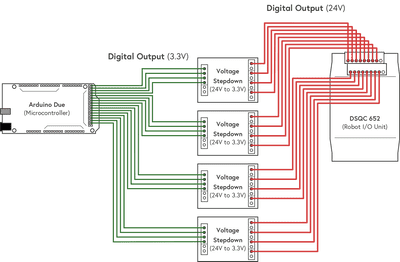 Digital Output (24V)
Digital Output (3.3V)
Arduino Due
(Microcontroller)
Voltage
Stepdown
(24V to 3.3V)
DSQC 652
(Robot I/O Unit)
Voltage
Stepdown
(24V to 3.3V)
Voltage
Stepdown
(24V to 3.3V)
Voltage
Stepdown
(24V to 3.3V)